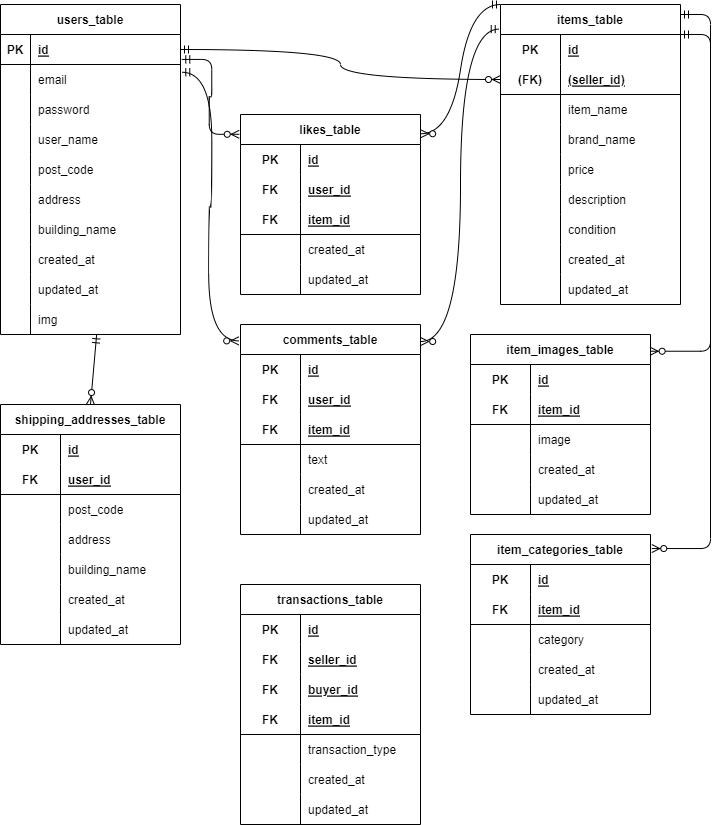 users_table
PK id
email
password
user_name
post_code
address
building_name
created_at
updated_at
img
shipping_addresses_table
PK id
FK user_id
post_code
address
building_name
created_at
updated_at
likes_table
PK id
FK user_id
FK item_id
created_at
updated_at
comments_table
PK id
FK user_id
FK item_id
text
created_at
updated_at
transactions_table
PK id
FK seller_id
FK buyer_id
FK item_id
transaction_type
created_at
updated_at
items_table
PK id
(FK) (seller_id)
item_name
brand_name
price
description
condition
created_at
updated_at
item_images_table
PK id
FK item_id
image
created_at
updated_at
item_categories_table
PK id
FK item_id
category
created_at
updated_at